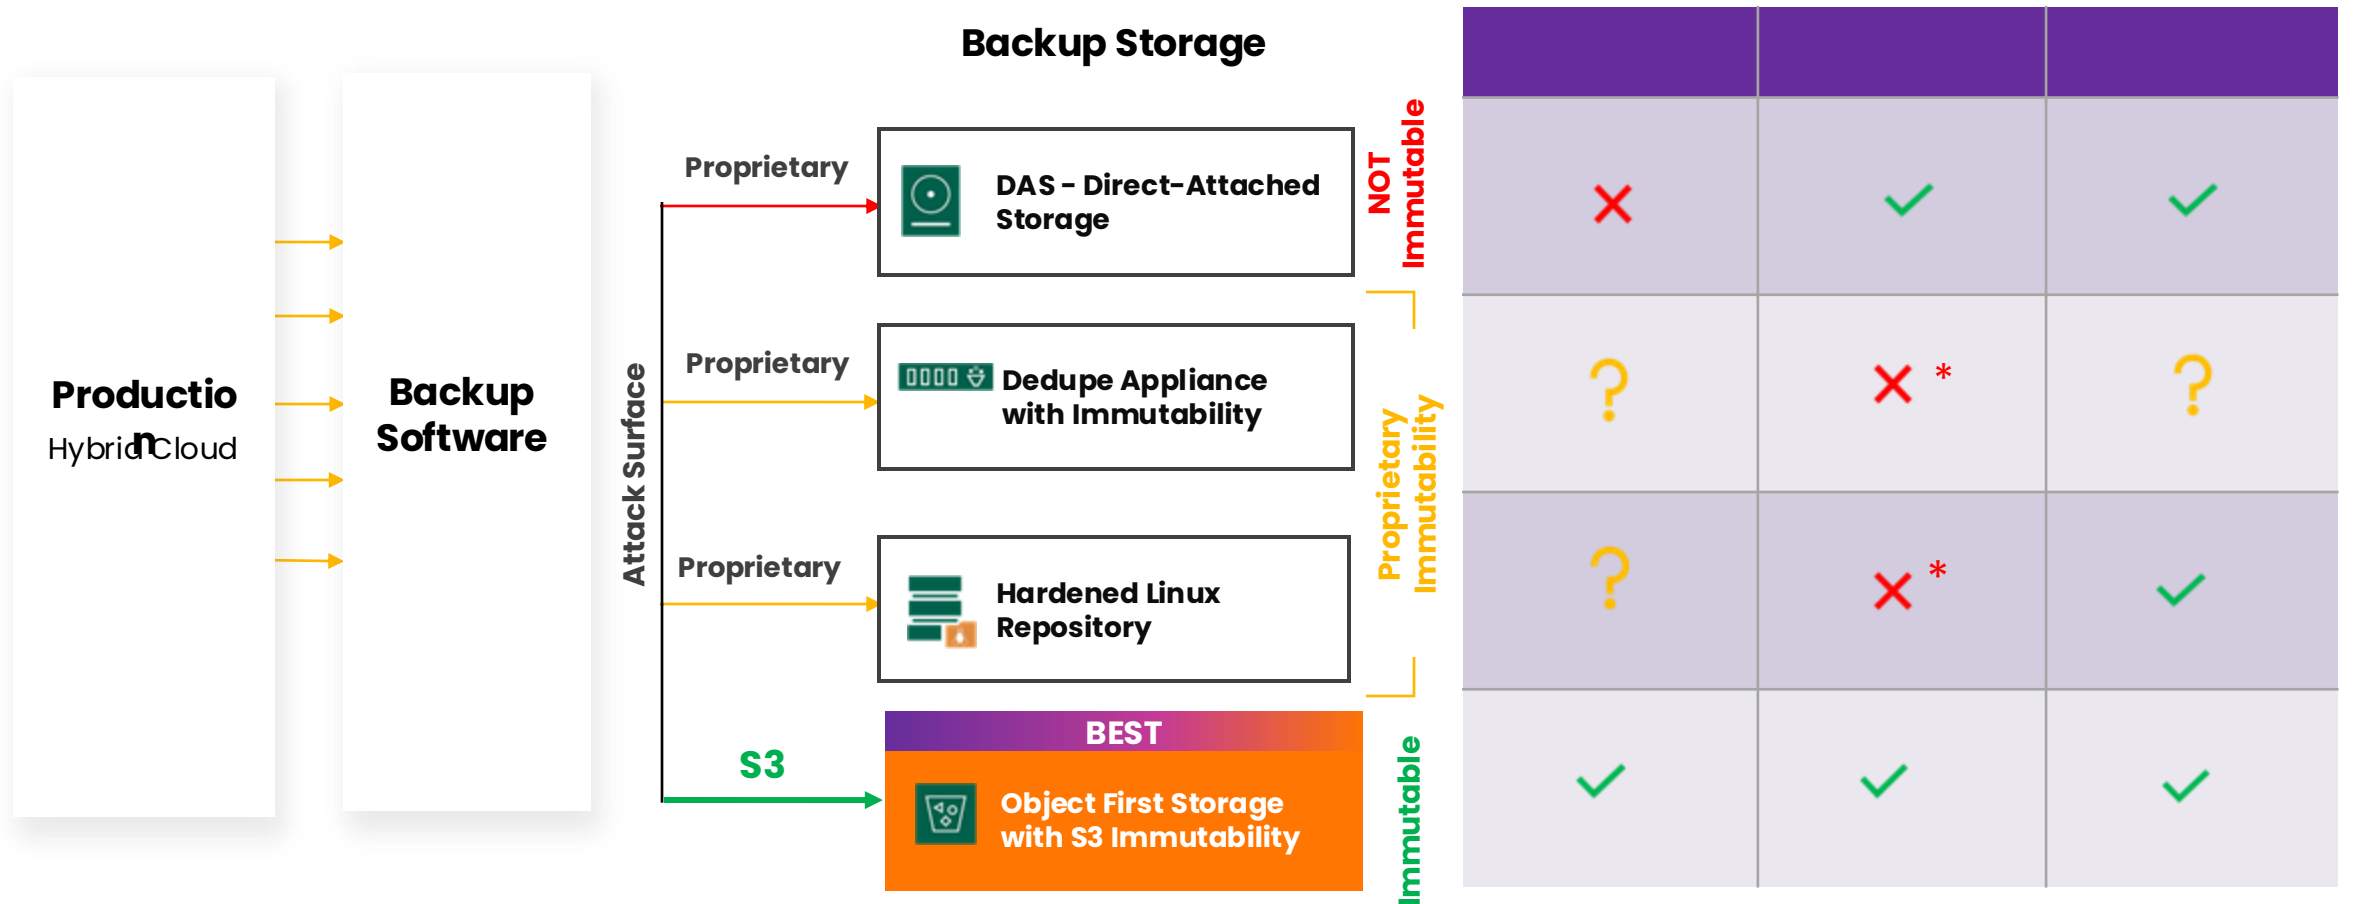 Backup Storage
Productio
n
Hybrid Cloud
Backup
Software
Attack Surface
Proprietary
DAS - Direct-Attached
Storage
NOT
Immutable
Proprietary
Dedupe Appliance
with Immutability
Proprietary
Hardened Linux
Repository
Proprietary
Immutability
S3
BEST
Object First Storage
with S3 Immutability
Immutable
*
*